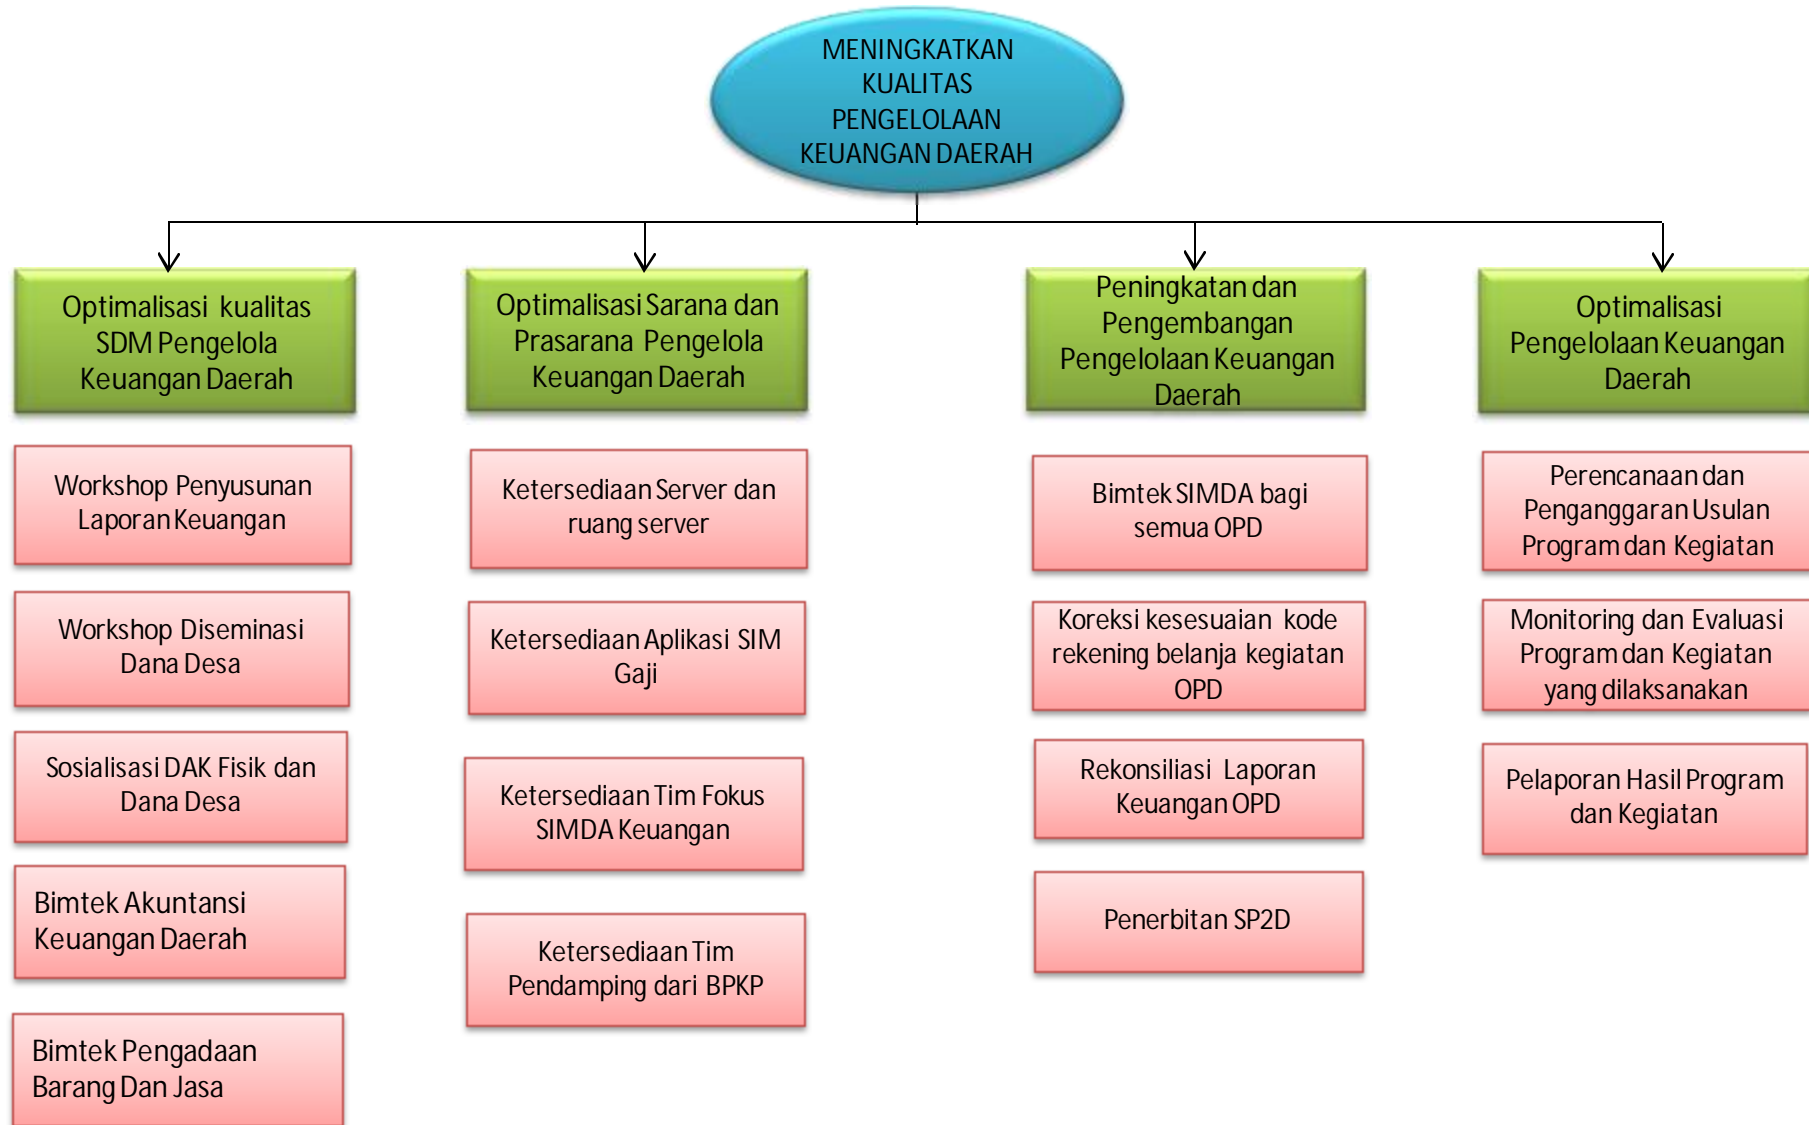 MENINGKATKAN
KUALITAS
PENGELOLAAN
KEUANGAN DAERAH
Optimalisasi kualitas
SDM Pengelola
Keuangan Daerah
Workshop Penyusunan
Laporan Keuangan
Workshop Diseminasi
Dana Desa
Sosialisasi DAK Fisik dan
Dana Desa
Bimtek Akuntansi
Keuangan Daerah
Bimtek Pengadaan
Barang Dan Jasa
Optimalisasi Sarana dan
Prasarana Pengelola
Keuangan Daerah
Ketersediaan Server dan
ruang server
Ketersediaan Aplikasi SIM
Gaji
Ketersediaan Tim Fokus
SIMDA Keuangan
Ketersediaan Tim
Pendamping dari BPKP
Peningkatan dan
Pengembangan
Pengelolaan Keuangan
Daerah
Bimtek SIMDA bagi
semua OPD
Koreksi kesesuaian kode
rekening belanja kegiatan
OPD
Rekonsiliasi Laporan
Keuangan OPD
Penerbitan SP2D
Optimalisasi
Pengelolaan Keuangan
Daerah
Perencanaan dan
Penganggaran Usulan
Program dan Kegiatan
Monitoring dan Evaluasi
Program dan Kegiatan
yang dilaksanakan
Pelaporan Hasil Program
dan Kegiatan